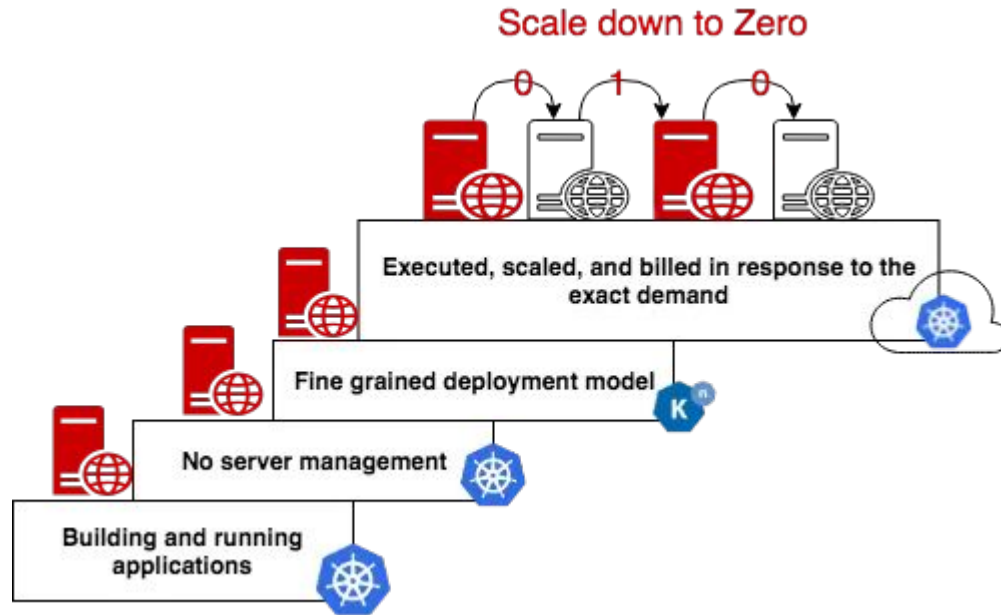 Scale down to Zero
0 1 0
Executed, scaled, and billed in response to the
exact demand
Fine grained deployment model
K n
No server management
Building and running
applications